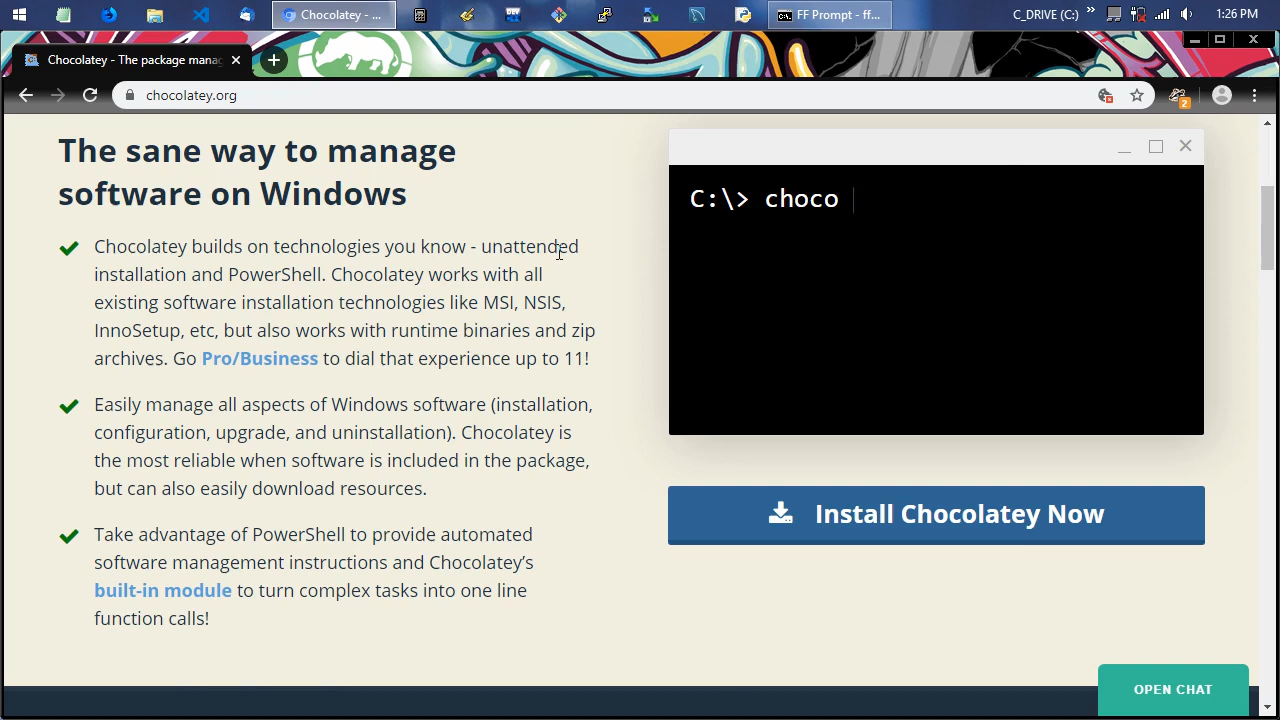 Chocolatey - ...
FF Prompt - ff...
C_DRIVE (C:)
1:26 PM
Chocolatey - The package mana
chocolatey.org
2
The sane way to manage
software on Windows
Chocolatey builds on technologies you know - unattended
installation and PowerShell. Chocolatey works with all
existing software installation technologies like MSI, NSIS,
InnoSetup, etc, but also works with runtime binaries and zip
archives. Go Pro/Business to dial that experience up to 11!
Easily manage all aspects of Windows software (installation,
configuration, upgrade, and uninstallation). Chocolatey is
the most reliable when software is included in the package,
but can also easily download resources.
Take advantage of PowerShell to provide automated
software management instructions and Chocolatey’s
built-in module to turn complex tasks into one line
function calls!
C:\> choco
Install Chocolatey Now
OPEN CHAT